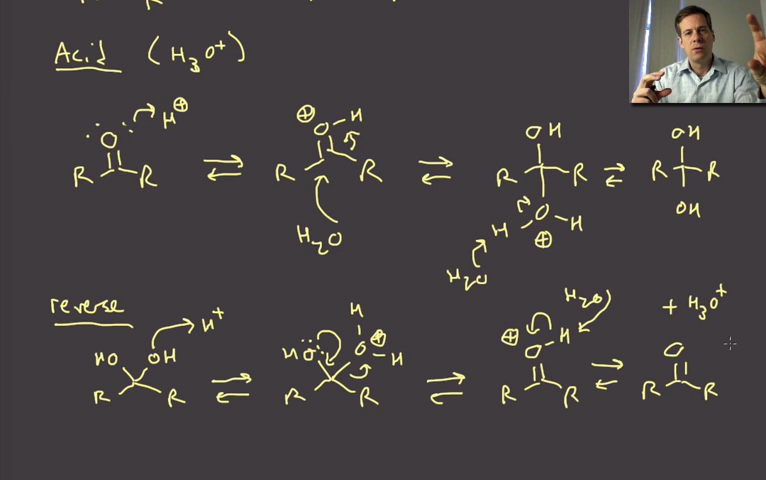 Acid (H₃O⁺)
O H⁺
R R
⊕ O H
R R
H₂O
OH
R R
H O H
⊕
H₂O
OH
R R
OH
reverse
HO OH H⁺
R R
H
HO O ⊕ H
R R
H₂O
⊕ O H
R R
+ H₃O⁺
O
R R